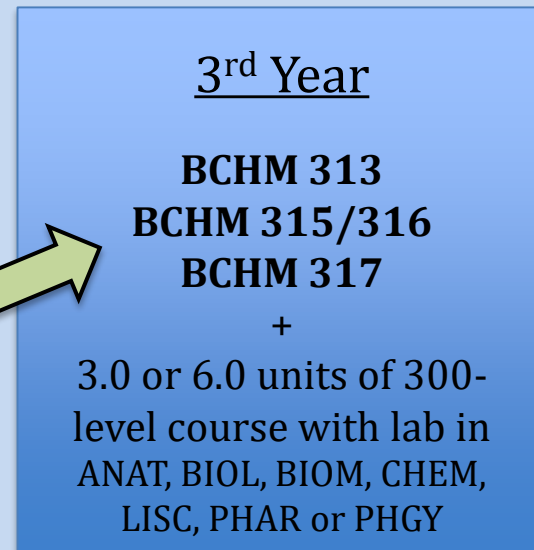 3rd Year
BCHM 313
BCHM 315/316
BCHM 317
+
3.0 or 6.0 units of 300-
level course with lab in
ANAT, BIOL, BIOM, CHEM,
LISC, PHAR or PHGY